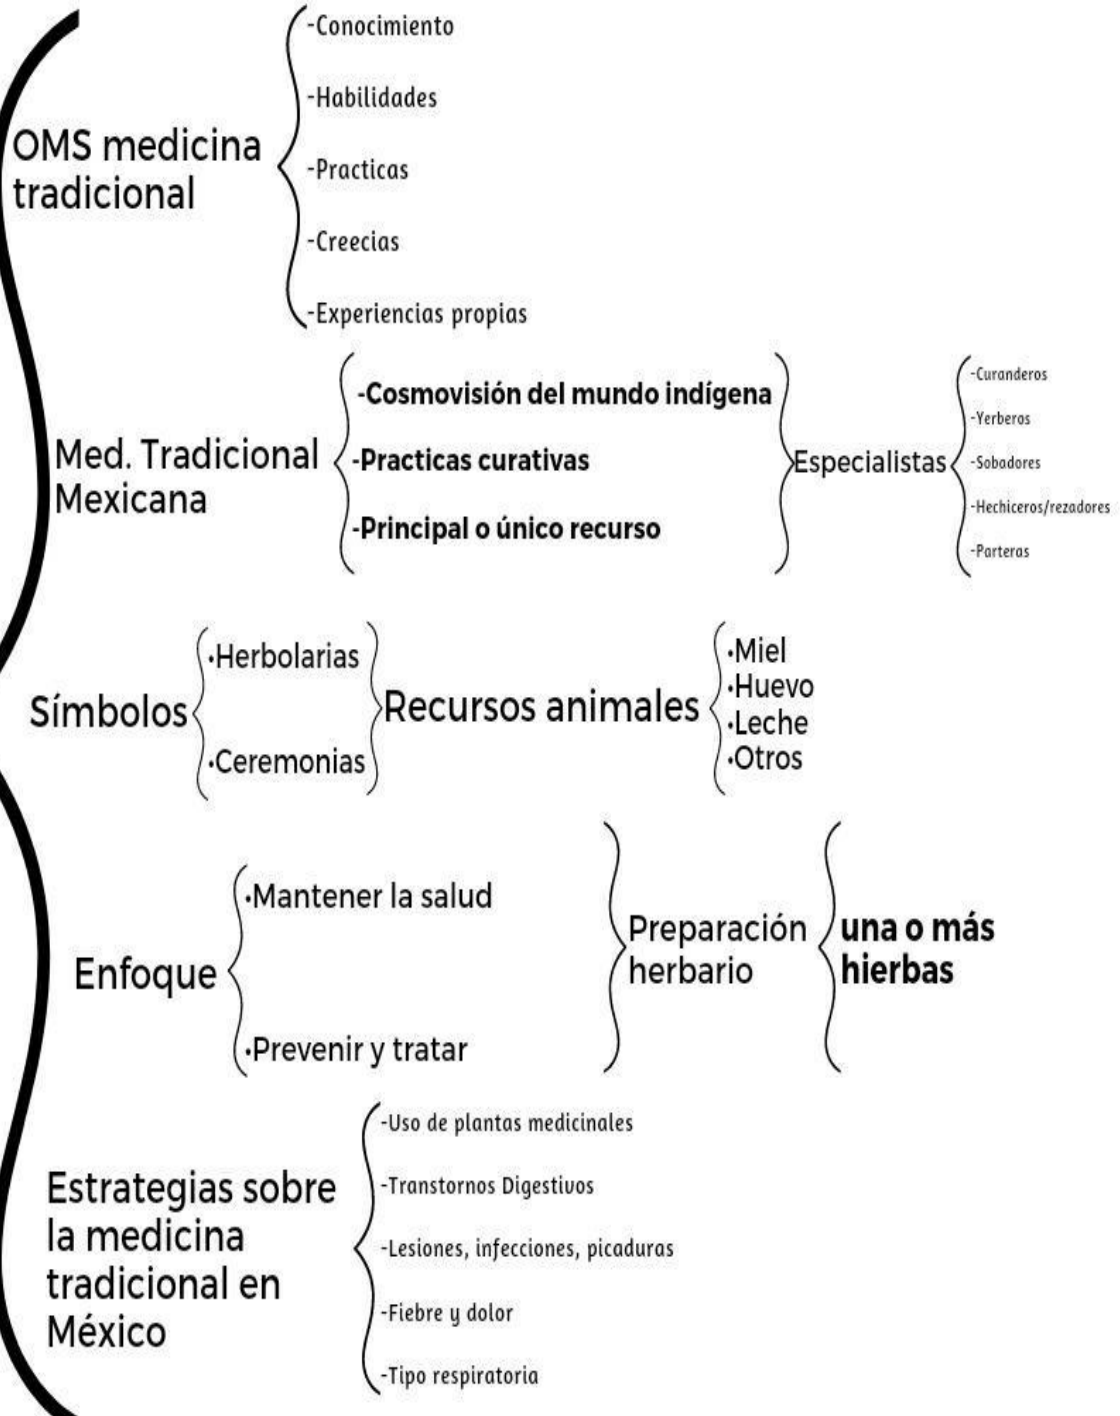 -Conocimiento
-Habilidades
OMS medicina
tradicional
-Practicas
-Creecias
-Experiencias propias
Med. Tradicional
Mexicana
-Cosmovisión del mundo indígena
-Practicas curativas
-Principal o único recurso
Especialistas
-Curanderos
-Yerberos
-Sobadores
-Hechiceros/rezadores
-Parteras
Símbolos
·Herbolarias
·Ceremonias
Recursos animales
·Miel
·Huevo
·Leche
·Otros
Enfoque
·Mantener la salud
·Prevenir y tratar
Preparación
herbario
una o más
hierbas
Estrategias sobre
la medicina
tradicional en
México
-Uso de plantas medicinales
-Transtornos Digestivos
-Lesiones, infecciones, picaduras
-Fiebre y dolor
-Tipo respiratoria